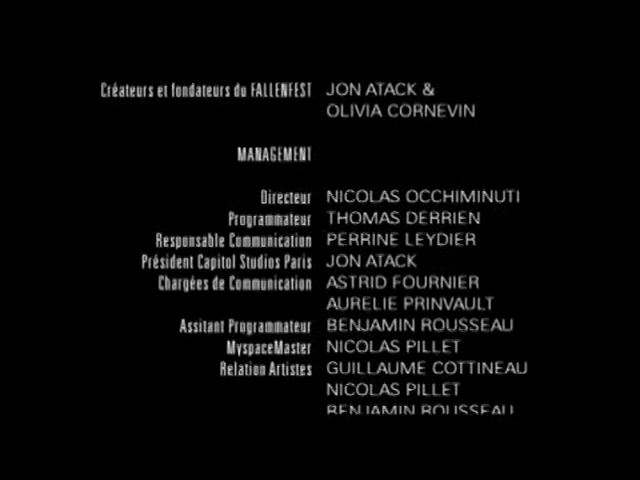 Créateurs et fondateurs du FALLENFEST JON ATACK &
OLIVIA CORNEVIN
MANAGEMENT
Directeur NICOLAS OCCHIMINUTI
Programmateur THOMAS DERRIEN
Responsable Communication PERRINE LEYDIER
Président Capitol Studios Paris JON ATACK
Chargées de Communication ASTRID FOURNIER
AURELIE PRINVAULT
Assitant Programmateur BENJAMIN ROUSSEAU
MyspaceMaster NICOLAS PILLET
Relation Artistes GUILLAUME COTTINEAU
NICOLAS PILLET
BENJAMIN ROUSSEAU